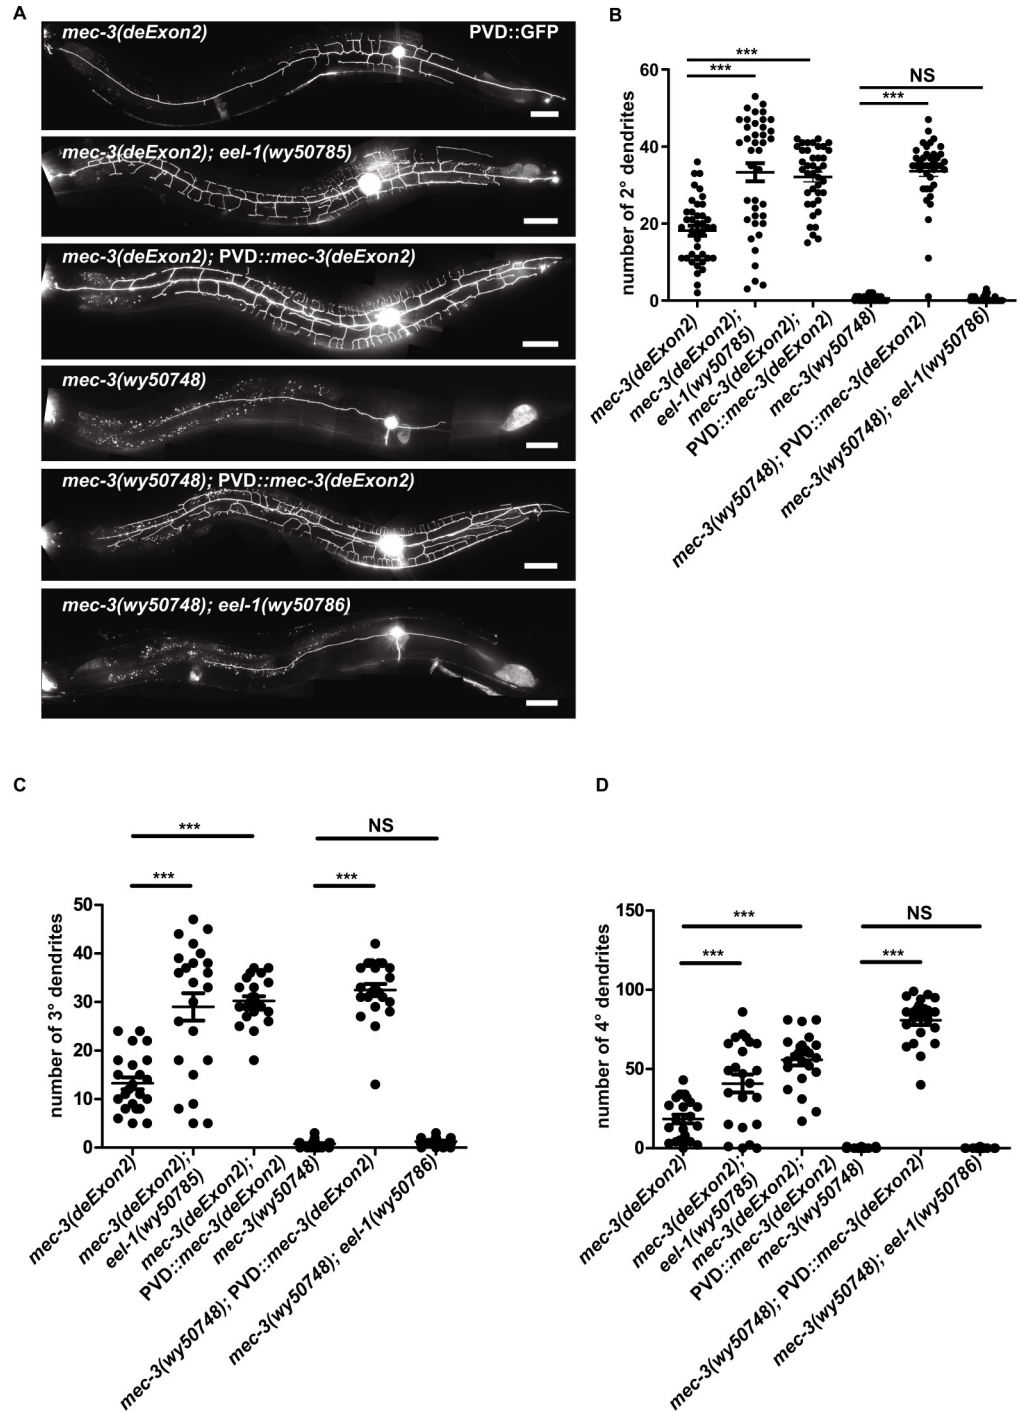 A
mec-3(deExon2)
PVD::GFP
mec-3(deExon2); eel-1(wy50785)
mec-3(deExon2); PVD::mec-3(deExon2)
mec-3(wy50748)
mec-3(wy50748); PVD::mec-3(deExon2)
mec-3(wy50748); eel-1(wy50786)
B
number of 2° dendrites
60
40
20
0
***
***
NS
***
mec-3(deExon2)
mec-3(deExon2);
eel-1(wy50785)
mec-3(deExon2);
PVD::mec-3(deExon2)
mec-3(wy50748)
mec-3(wy50748); PVD::mec-3(deExon2)
mec-3(wy50748); eel-1(wy50786)
C
number of 3° dendrites
50
40
30
20
10
0
***
***
NS
***
mec-3(deExon2)
mec-3(deExon2);
eel-1(wy50785)
mec-3(deExon2);
PVD::mec-3(deExon2)
mec-3(wy50748)
mec-3(wy50748); PVD::mec-3(deExon2)
mec-3(wy50748); eel-1(wy50786)
D
number of 4° dendrites
150
100
50
0
***
***
NS
***
mec-3(deExon2)
mec-3(deExon2);
eel-1(wy50785)
mec-3(deExon2);
PVD::mec-3(deExon2)
mec-3(wy50748)
mec-3(wy50748); PVD::mec-3(deExon2)
mec-3(wy50748); eel-1(wy50786)